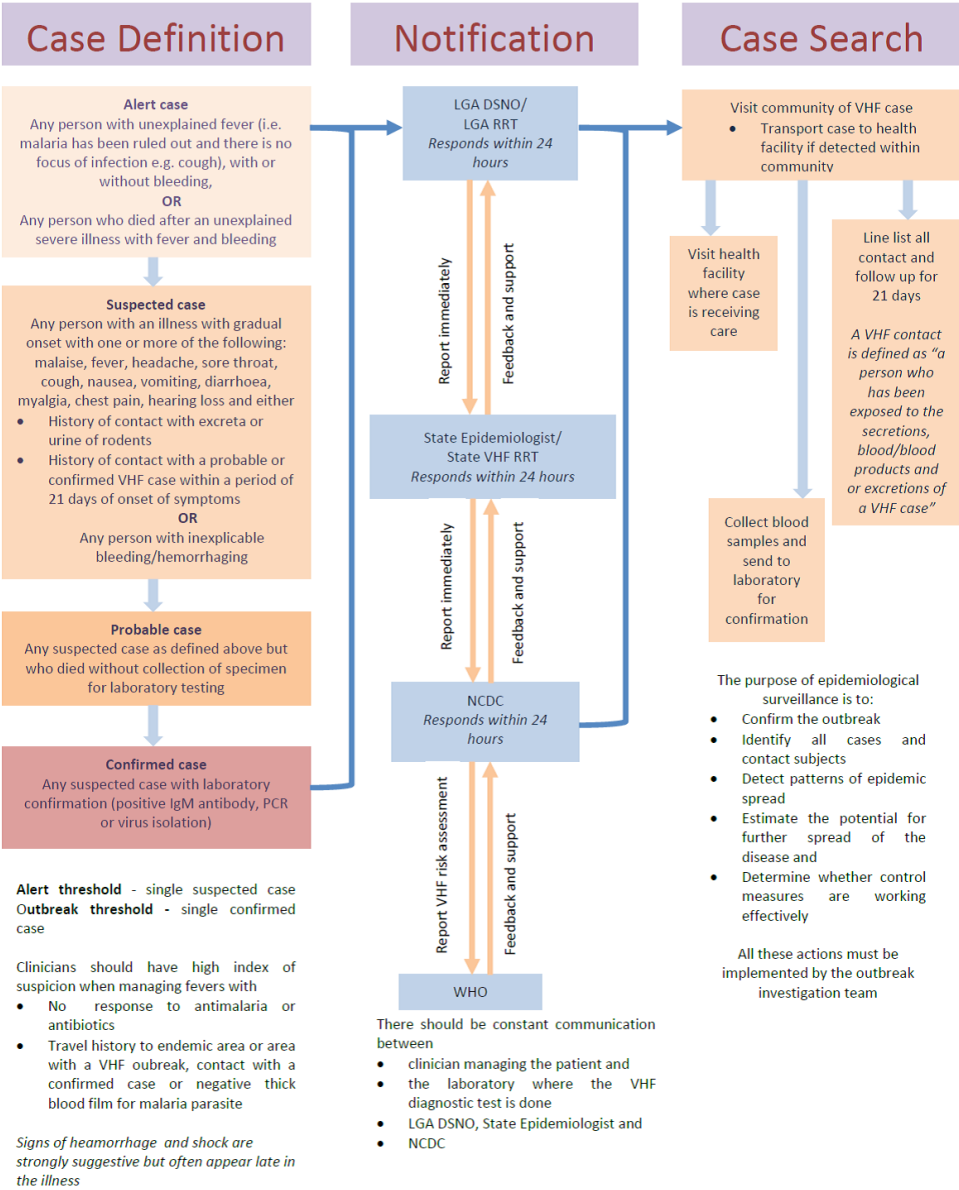 Case Definition
Alert case
Any person with unexplained fever (i.e.
malaria has been ruled out and there is no
focus of infection e.g. cough), with or
without bleeding,
OR
Any person who died after an unexplained
severe illness with fever and bleeding
Suspected case
Any person with an illness with gradual
onset with one or more of the following:
malaise, fever, headache, sore throat,
cough, nausea, vomiting, diarrhoea,
myalgia, chest pain, hearing loss and either
• History of contact with excreta or
urine of rodents
• History of contact with a probable or
confirmed VHF case within a period of
21 days of onset of symptoms
OR
Any person with inexplicable
bleeding/hemorrhaging
Probable case
Any suspected case as defined above but
who died without collection of specimen
for laboratory testing
Confirmed case
Any suspected case with laboratory
confirmation (positive IgM antibody, PCR
or virus isolation)
Alert threshold - single suspected case
Outbreak threshold - single confirmed
case
Clinicians should have high index of
suspicion when managing fevers with
• No response to antimalaria or
antibiotics
• Travel history to endemic area or area
with a VHF oubreak, contact with a
confirmed case or negative thick
blood film for malaria parasite
Signs of heamorrhage and shock are
strongly suggestive but often appear late in
the illness
Notification
LGA DSNO/
LGA RRT
Responds within 24
hours
Report immediately
Feedback and support
State Epidemiologist/
State VHF RRT
Responds within 24 hours
Report immediately
Feedback and support
NCDC
Responds within 24
hours
Report VHF risk assessment
Feedback and support
WHO
There should be constant communication
between
• clinician managing the patient and
• the laboratory where the VHF
diagnostic test is done
• LGA DSNO, State Epidemiologist and
• NCDC
Case Search
Visit community of VHF case
• Transport case to health
facility if detected within
community
Visit health
facility
where case
is receiving
care
Collect blood
samples and
send to
laboratory
for
confirmation
Line list all
contact and
follow up for
21 days
A VHF contact
is defined as “a
person who
has been
exposed to the
secretions,
blood/blood
products and
or excretions of
a VHF case”
The purpose of epidemiological
surveillance is to:
• Confirm the outbreak
• Identify all cases and
contact subjects
• Detect patterns of epidemic
spread
• Estimate the potential for
further spread of the
disease and
• Determine whether control
measures are working
effectively
All these actions must be
implemented by the outbreak
investigation team